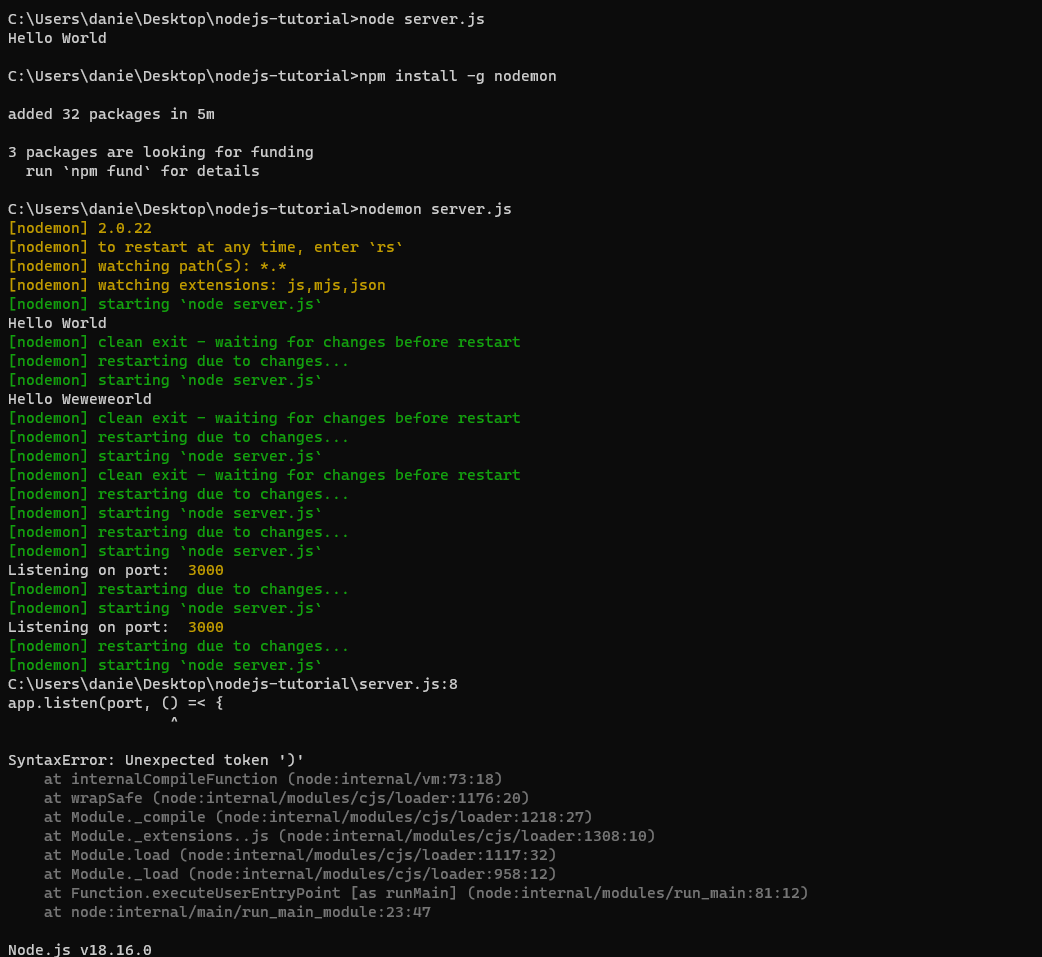 C:\Users\danie\Desktop\nodejs-tutorial>node server.js
Hello World
C:\Users\danie\Desktop\nodejs-tutorial>npm install -g nodemon
added 32 packages in 5m
3 packages are looking for funding
  run `npm fund` for details
C:\Users\danie\Desktop\nodejs-tutorial>nodemon server.js
[nodemon] 2.0.22
[nodemon] to restart at any time, enter `rs`
[nodemon] watching path(s): *.*
[nodemon] watching extensions: js,mjs,json
[nodemon] starting `node server.js`
Hello World
[nodemon] clean exit - waiting for changes before restart
[nodemon] restarting due to changes...
[nodemon] starting `node server.js`
Hello Weweweorld
[nodemon] clean exit - waiting for changes before restart
[nodemon] restarting due to changes...
[nodemon] starting `node server.js`
[nodemon] clean exit - waiting for changes before restart
[nodemon] restarting due to changes...
[nodemon] starting `node server.js`
[nodemon] restarting due to changes...
[nodemon] starting `node server.js`
Listening on port:  3000
[nodemon] restarting due to changes...
[nodemon] starting `node server.js`
Listening on port:  3000
[nodemon] restarting due to changes...
[nodemon] starting `node server.js`
C:\Users\danie\Desktop\nodejs-tutorial\server.js:8
app.listen(port, () =< {
                  ^
SyntaxError: Unexpected token ')'
    at internalCompileFunction (node:internal/vm:73:18)
    at wrapSafe (node:internal/modules/cjs/loader:1176:20)
    at Module._compile (node:internal/modules/cjs/loader:1218:27)
    at Module._extensions..js (node:internal/modules/cjs/loader:1308:10)
    at Module.load (node:internal/modules/cjs/loader:1117:32)
    at Module._load (node:internal/modules/cjs/loader:958:12)
    at Function.executeUserEntryPoint [as runMain] (node:internal/modules/run_main:81:12)
    at node:internal/main/run_main_module:23:47
Node.js v18.16.0